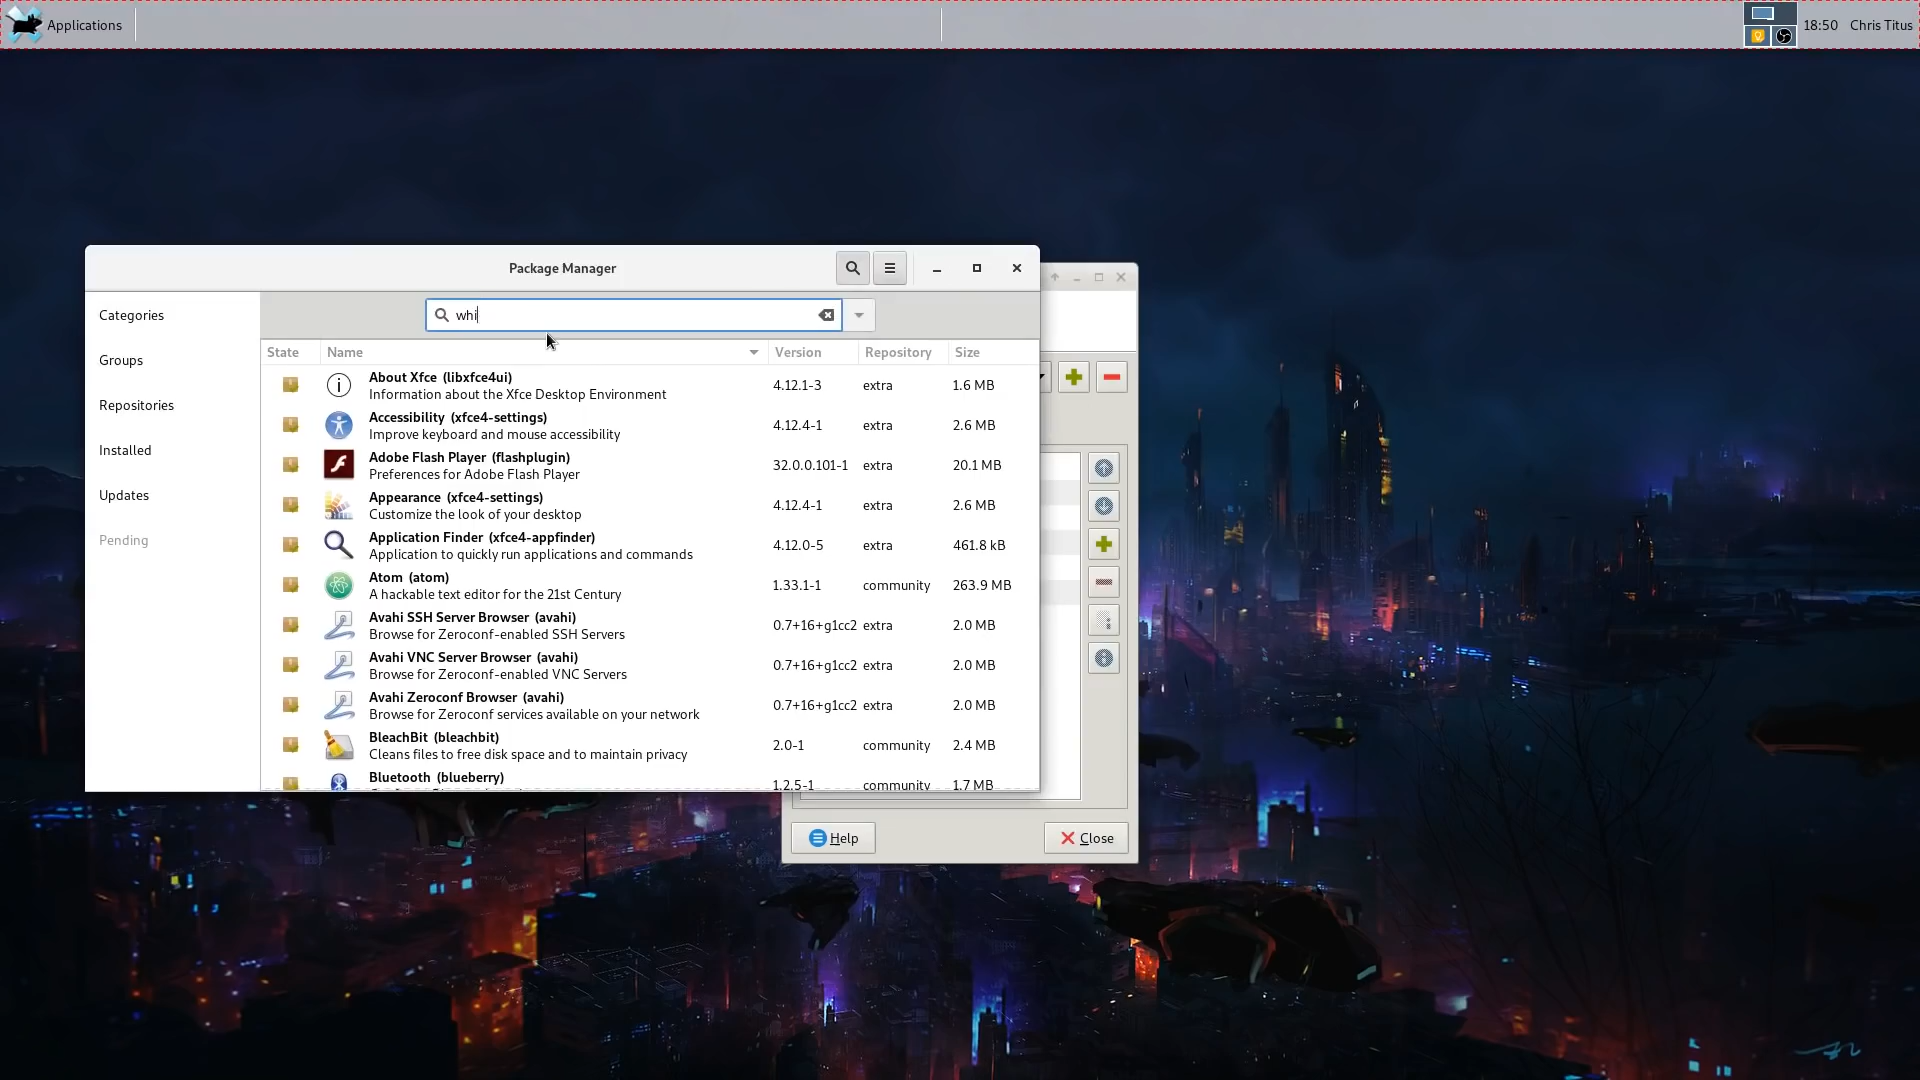 Applications
18:50 Chris Titus
Package Manager
whi
Categories
Groups
Repositories
Installed
Updates
Pending
State Name Version Repository Size
About Xfce (libxfce4ui)
Information about the Xfce Desktop Environment
4.12.1-3 extra 1.6 MB
Accessibility (xfce4-settings)
Improve keyboard and mouse accessibility
4.12.4-1 extra 2.6 MB
Adobe Flash Player (flashplugin)
Preferences for Adobe Flash Player
32.0.0.101-1 extra 20.1 MB
Appearance (xfce4-settings)
Customize the look of your desktop
4.12.4-1 extra 2.6 MB
Application Finder (xfce4-appfinder)
Application to quickly run applications and commands
4.12.0-5 extra 461.8 kB
Atom (atom)
A hackable text editor for the 21st Century
1.33.1-1 community 263.9 MB
Avahi SSH Server Browser (avahi)
Browse for Zeroconf-enabled SSH Servers
0.7+16+g1cc2 extra 2.0 MB
Avahi VNC Server Browser (avahi)
Browse for Zeroconf-enabled VNC Servers
0.7+16+g1cc2 extra 2.0 MB
Avahi Zeroconf Browser (avahi)
Browse for Zeroconf services available on your network
0.7+16+g1cc2 extra 2.0 MB
BleachBit (bleachbit)
Cleans files to free disk space and to maintain privacy
2.0-1 community 2.4 MB
Bluetooth (blueberry)
1.2.5-1 community 1.7 MB
Help
Close